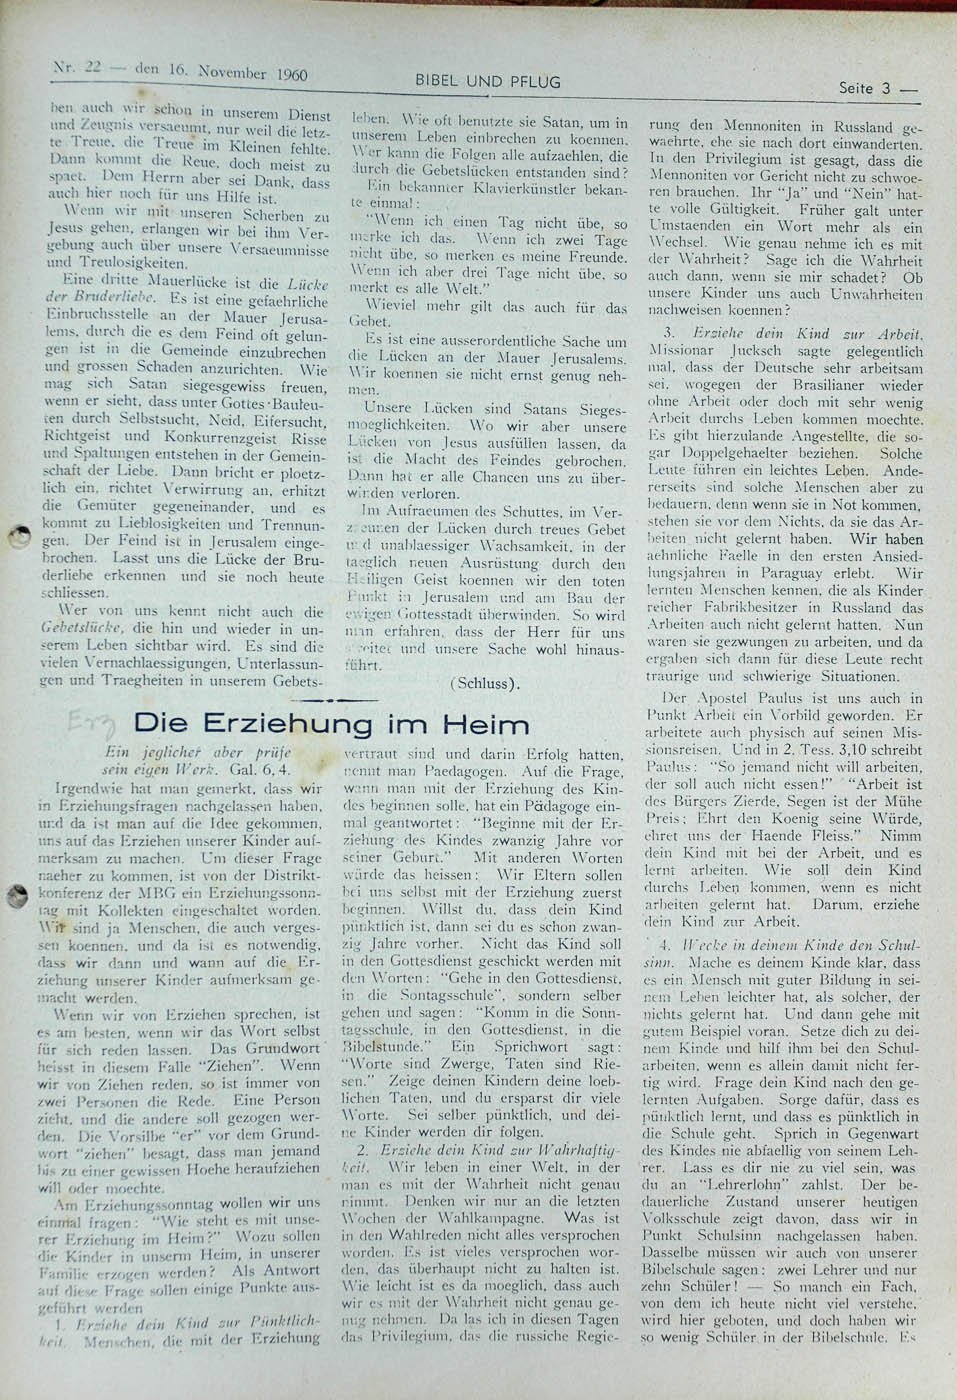 Nr. 22 — den 16. November 1960
BIBEL UND PFLUG
Seite 3 —
ben auch wir schon in unserem Dienst
und Zeugnis versaeumt, nur weil die letz-
te Treue, die Treue im Kleinen fehlte.
Dann kommt die Reue, doch meist zu
spaet. Dem Herrn aber sei Dank, dass
auch hier noch für uns Hilfe ist.
Wenn wir mit unseren Scherben zu
Jesus gehen, erlangen wir bei ihm Ver-
gebung auch über unsere Versaeumnisse
und Treulosigkeiten.
Eine dritte Mauerlücke ist die Lücke
der Bruderliebe. Es ist eine gefaehrliche
Einbruchsstelle an der Mauer Jerusa-
lems, durch die es dem Feind oft gelun-
gen ist in die Gemeinde einzubrechen
und grossen Schaden anzurichten. Wie
mag sich Satan siegesgewiss freuen,
wenn er sieht, dass unter Gottes Bauleu-
ten durch Selbstsucht, Neid, Eifersucht,
Richtgeist und Konkurrenzgeist Risse
und Spaltungen entstehen in der Gemein-
schaft der Liebe. Dann bricht er ploetz-
lich ein, richtet Verwirrung an, erhitzt
die Gemüter gegeneinander, und es
kommt zu Lieblosigkeiten und Trennun-
gen. Der Feind ist in Jerusalem einge-
brochen. Lasst uns die Lücke der Bru-
derliebe erkennen und sie noch heute
schliessen.
Wer von uns kennt nicht auch die
Gebetslücke, die hin und wieder in un-
serem Leben sichtbar wird. Es sind die
vielen Vernachlaessigungen, Unterlassun-
gen und Traegheiten in unserem Gebets-
leben. Wie oft benutzte sie Satan, um in
unserem Leben einbrechen zu koennen.
Wer kann die Folgen alle aufzaehlen, die
durch die Gebetslücken entstanden sind?
Ein bekannter Klavierkünstler bekan-
te einmal:
"Wenn ich einen Tag nicht übe, so
merke ich das. Wenn ich zwei Tage
nicht übe, so merken es meine Freunde.
Wenn ich aber drei Tage nicht übe, so
merkt es alle Welt."
Wieviel mehr gilt das auch für das
Gebet.
Es ist eine ausserordentliche Sache um
die Lücken an der Mauer Jerusalems.
Wir koennen sie nicht ernst genug neh-
men.
Unsere Lücken sind Satans Sieges-
moeglichkeiten. Wo wir aber unsere
Lücken von Jesus ausfüllen lassen, da
ist die Macht des Feindes gebrochen.
Dann hat er alle Chancen uns zu über-
winden verloren.
Im Aufraeumen des Schuttes, im Ver-
zaeunen der Lücken durch treues Gebet
und unablaessiger Wachsamkeit, in der
taeglich neuen Ausrüstung durch den
Heiligen Geist koennen wir den toten
Punkt in Jerusalem und am Bau der
ewigen Gottesstadt überwinden. So wird
man erfahren, dass der Herr für uns
streitet und unsere Sache wohl hinaus-
führt.
(Schluss).
Erz
Die Erziehung im Heim
Ein jeglicher aber prüfe
sein eigen Werk. Gal. 6, 4.
Irgendwie hat man gemerkt, dass wir
in Erziehungsfragen nachgelassen haben,
und da ist man auf die Idee gekommen,
uns auf das Erziehen unserer Kinder auf-
merksam zu machen. Um dieser Frage
naeher zu kommen, ist von der Distrikt-
konferenz der MBG ein Erziehungssonn-
tag mit Kollekten eingeschaltet worden.
Wir sind ja Menschen, die auch verges-
sen koennen, und da ist es notwendig,
dass wir dann und wann auf die Er-
ziehung unserer Kinder aufmerksam ge-
macht werden.
Wenn wir von Erziehen sprechen, ist
es am besten, wenn wir das Wort selbst
für sich reden lassen. Das Grundwort
heisst in diesem Falle "Ziehen". Wenn
wir von Ziehen reden, so ist immer von
zwei Personen die Rede. Eine Person
zieht, und die andere soll gezogen wer-
den. Die Vorsilbe "er" vor dem Grund-
wort "ziehen" besagt, dass man jemand
bis zu einer gewissen Hoehe heraufziehen
will oder moechte.
Am Erziehungssonntag wollen wir uns
einmal fragen: "Wie steht es mit unse-
rer Erziehung im Heim?" Wozu sollen
die Kinder in unserm Heim, in unserer
Familie erzogen werden? Als Antwort
auf diese Frage sollen einige Punkte aus-
geführt werden
1. Erziehe dein Kind zur Pünktlich-
keit. Menschen, die mit der Erziehung
vertraut sind und darin Erfolg hatten,
nennt man Paedagogen. Auf die Frage,
wann man mit der Erziehung des Kin-
des beginnen solle, hat ein Pädagoge ein-
mal geantwortet: "Beginne mit der Er-
ziehung des Kindes zwanzig Jahre vor
seiner Geburt." Mit anderen Worten
würde das heissen: Wir Eltern sollen
bei uns selbst mit der Erziehung zuerst
beginnen. Willst du, dass dein Kind
pünktlich ist, dann sei du es schon zwan-
zig Jahre vorher. Nicht das Kind soll
in den Gottesdienst geschickt werden mit
den Worten: "Gehe in den Gottesdienst,
in die Sontagsschule", sondern selber
gehen und sagen: "Komm in die Sonn-
tagsschule, in den Gottesdienst, in die
Bibelstunde." Ein Sprichwort sagt:
"Worte sind Zwerge, Taten sind Rie-
sen." Zeige deinen Kindern deine loeb-
lichen Taten, und du ersparst dir viele
Worte. Sei selber pünktlich, und dei-
ne Kinder werden dir folgen.
2. Erziehe dein Kind zur Wahrhaftig-
keit. Wir leben in einer Welt, in der
man es mit der Wahrheit nicht genau
nimmt. Denken wir nur an die letzten
Wochen der Wahlkampagne. Was ist
in den Wahlreden nicht alles versprochen
worden. Es ist vieles versprochen wor-
den, das überhaupt nicht zu halten ist.
Wie leicht ist es da moeglich, dass auch
wir es mit der Wahrheit nicht genau ge-
nug nehmen. Da las ich in diesen Tagen
das Privilegium, das die russiche Regie-
rung den Mennoniten in Russland ge-
waehrte, ehe sie nach dort einwanderten.
In den Privilegium ist gesagt, dass die
Mennoniten vor Gericht nicht zu schwoe-
ren brauchen. Ihr "Ja" und "Nein" hat-
te volle Gültigkeit. Früher galt unter
Umstaenden ein Wort mehr als ein
Wechsel. Wie genau nehme ich es mit
der Wahrheit? Sage ich die Wahrheit
auch dann, wenn sie mir schadet? Ob
unsere Kinder uns auch Unwahrheiten
nachweisen koennen?
3. Erziehe dein Kind zur Arbeit.
Missionar Jucksch sagte gelegentlich
mal, dass der Deutsche sehr arbeitsam
sei, wogegen der Brasilianer wieder
ohne Arbeit oder doch mit sehr wenig
Arbeit durchs Leben kommen moechte.
Es gibt hierzulande Angestellte, die so-
gar Doppelgehaelter beziehen. Solche
Leute führen ein leichtes Leben. Ande-
rerseits sind solche Menschen aber zu
bedauern, denn wenn sie in Not kommen,
stehen sie vor dem Nichts, da sie das Ar-
beiten nicht gelernt haben. Wir haben
aehnliche Faelle in den ersten Ansied-
lungsjahren in Paraguay erlebt. Wir
lernten Menschen kennen, die als Kinder
reicher Fabrikbesitzer in Russland das
Arbeiten auch nicht gelernt hatten. Nun
waren sie gezwungen zu arbeiten, und da
ergaben sich dann für diese Leute recht
traurige und schwierige Situationen.
Der Apostel Paulus ist uns auch in
Punkt Arbeit ein Vorbild geworden. Er
arbeitete auch physisch auf seinen Mis-
sionsreisen. Und in 2. Tess. 3,10 schreibt
Paulus: "So jemand nicht will arbeiten,
der soll auch nicht essen!" "Arbeit ist
des Bürgers Zierde, Segen ist der Mühe
Preis; Ehrt den Koenig seine Würde,
ehret uns der Haende Fleiss." Nimm
dein Kind mit bei der Arbeit, und es
lernt arbeiten. Wie soll dein Kind
durchs Leben kommen, wenn es nicht
arbeiten gelernt hat. Darum, erziehe
dein Kind zur Arbeit.
4. Wecke in deinem Kinde den Schul-
sinn. Mache es deinem Kinde klar, dass
es ein Mensch mit guter Bildung in sei-
nem Leben leichter hat, als solcher, der
nichts gelernt hat. Und dann gehe mit
gutem Beispiel voran. Setze dich zu dei-
nem Kinde und hilf ihm bei den Schul-
arbeiten, wenn es allein damit nicht fer-
tig wird. Frage dein Kind nach den ge-
lernten Aufgaben. Sorge dafür, dass es
pünktlich lernt, und dass es pünktlich in
die Schule geht. Sprich in Gegenwart
des Kindes nie abfaellig von seinem Leh-
rer. Lass es dir nie zu viel sein, was
du an "Lehrerlohn" zahlst. Der be-
dauerliche Zustand unserer heutigen
Volksschule zeigt davon, dass wir in
Punkt Schulsinn nachgelassen haben.
Dasselbe müssen wir auch von unserer
Bibelschule sagen: zwei Lehrer und nur
zehn Schüler! — So manch ein Fach,
von dem ich heute nicht viel verstehe,
wird hier geboten, und doch haben wir
so wenig Schüler in der Bibelschule. Es